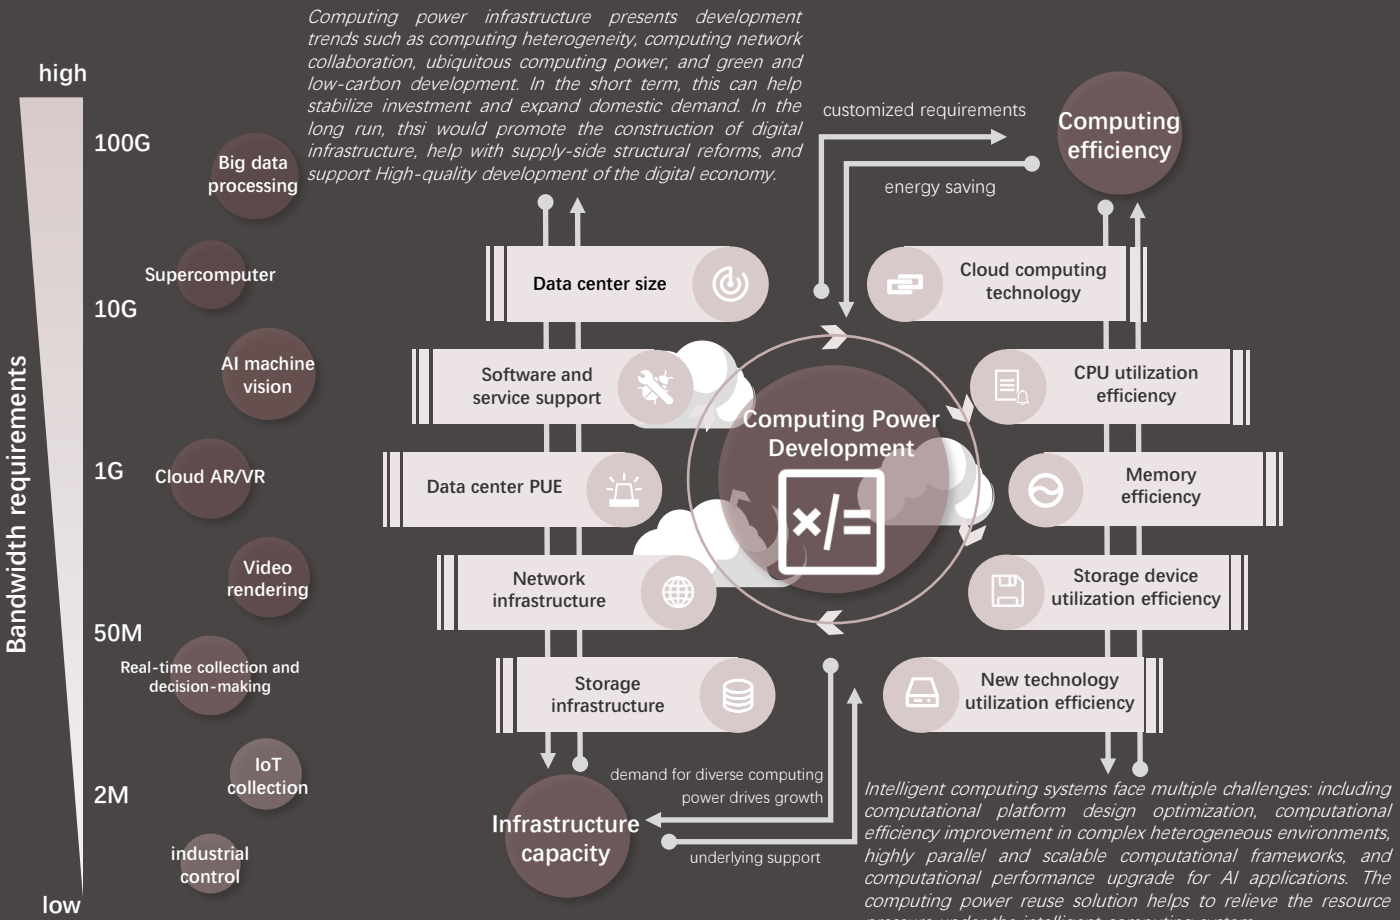 Computing power infrastructure presents development
trends such as computing heterogeneity, computing network
collaboration, ubiquitous computing power, and green and
low-carbon development. In the short term, this can help
stabilize investment and expand domestic demand. In the
long run, thsi would promote the construction of digital
infrastructure, help with supply-side structural reforms, and
support High-quality development of the digital economy.
high
100G
10G
1G
50M
2M
low
Bandwidth requirements
Big data
processing
Supercomputer
AI machine
vision
Cloud AR/VR
Video
rendering
Real-time collection and
decision-making
IoT
collection
industrial
control
customized requirements
energy saving
Computing
efficiency
Data center size
Software and
service support
Data center PUE
Network
infrastructure
Storage
infrastructure
Computing Power
Development
×/=
Cloud computing
technology
CPU utilization
efficiency
Memory
efficiency
Storage device
utilization efficiency
New technology
utilization efficiency
demand for diverse computing
power drives growth
underlying support
Infrastructure
capacity
Intelligent computing systems face multiple challenges: including
computational platform design optimization, computational
efficiency improvement in complex heterogeneous environments,
highly parallel and scalable computational frameworks, and
computational performance upgrade for AI applications. The
computing power reuse solution helps to relieve the resource